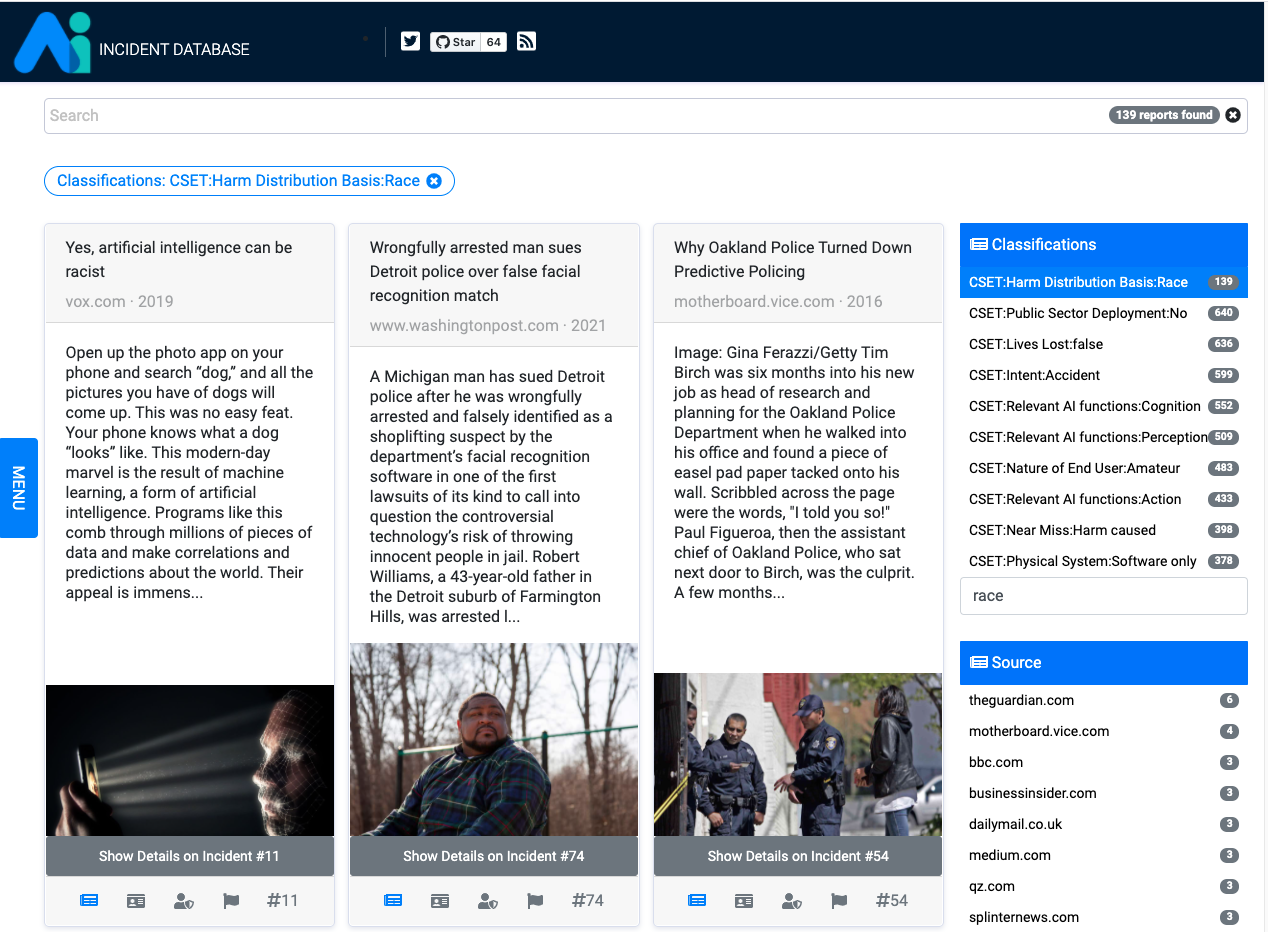 Ai INCIDENT DATABASE
Star 64
Search
139 reports found
Classifications: CSET:Harm Distribution Basis:Race
MENU
Yes, artificial intelligence can be
racist
vox.com · 2019
Open up the photo app on your
phone and search “dog,” and all the
pictures you have of dogs will
come up. This was no easy feat.
Your phone knows what a dog
“looks” like. This modern-day
marvel is the result of machine
learning, a form of artificial
intelligence. Programs like this
comb through millions of pieces of
data and make correlations and
predictions about the world. Their
appeal is immens...
Show Details on Incident #11
#11
Wrongfully arrested man sues
Detroit police over false facial
recognition match
www.washingtonpost.com · 2021
A Michigan man has sued Detroit
police after he was wrongfully
arrested and falsely identified as a
shoplifting suspect by the
department’s facial recognition
software in one of the first
lawsuits of its kind to call into
question the controversial
technology’s risk of throwing
innocent people in jail. Robert
Williams, a 43-year-old father in
the Detroit suburb of Farmington
Hills, was arrested l...
Show Details on Incident #74
#74
Why Oakland Police Turned Down
Predictive Policing
motherboard.vice.com · 2016
Image: Gina Ferazzi/Getty Tim
Birch was six months into his new
job as head of research and
planning for the Oakland Police
Department when he walked into
his office and found a piece of
easel pad paper tacked onto his
wall. Scribbled across the page
were the words, "I told you so!"
Paul Figueroa, then the assistant
chief of Oakland Police, who sat
next door to Birch, was the culprit.
A few months...
Show Details on Incident #54
#54
Classifications
CSET:Harm Distribution Basis:Race 139
CSET:Public Sector Deployment:No 640
CSET:Lives Lost:false 636
CSET:Intent:Accident 599
CSET:Relevant AI functions:Cognition 552
CSET:Relevant AI functions:Perception 509
CSET:Nature of End User:Amateur 483
CSET:Relevant AI functions:Action 433
CSET:Near Miss:Harm caused 398
CSET:Physical System:Software only 378
race
Source
theguardian.com 6
motherboard.vice.com 4
bbc.com 3
businessinsider.com 3
dailymail.co.uk 3
medium.com 3
qz.com 3
splinternews.com 3